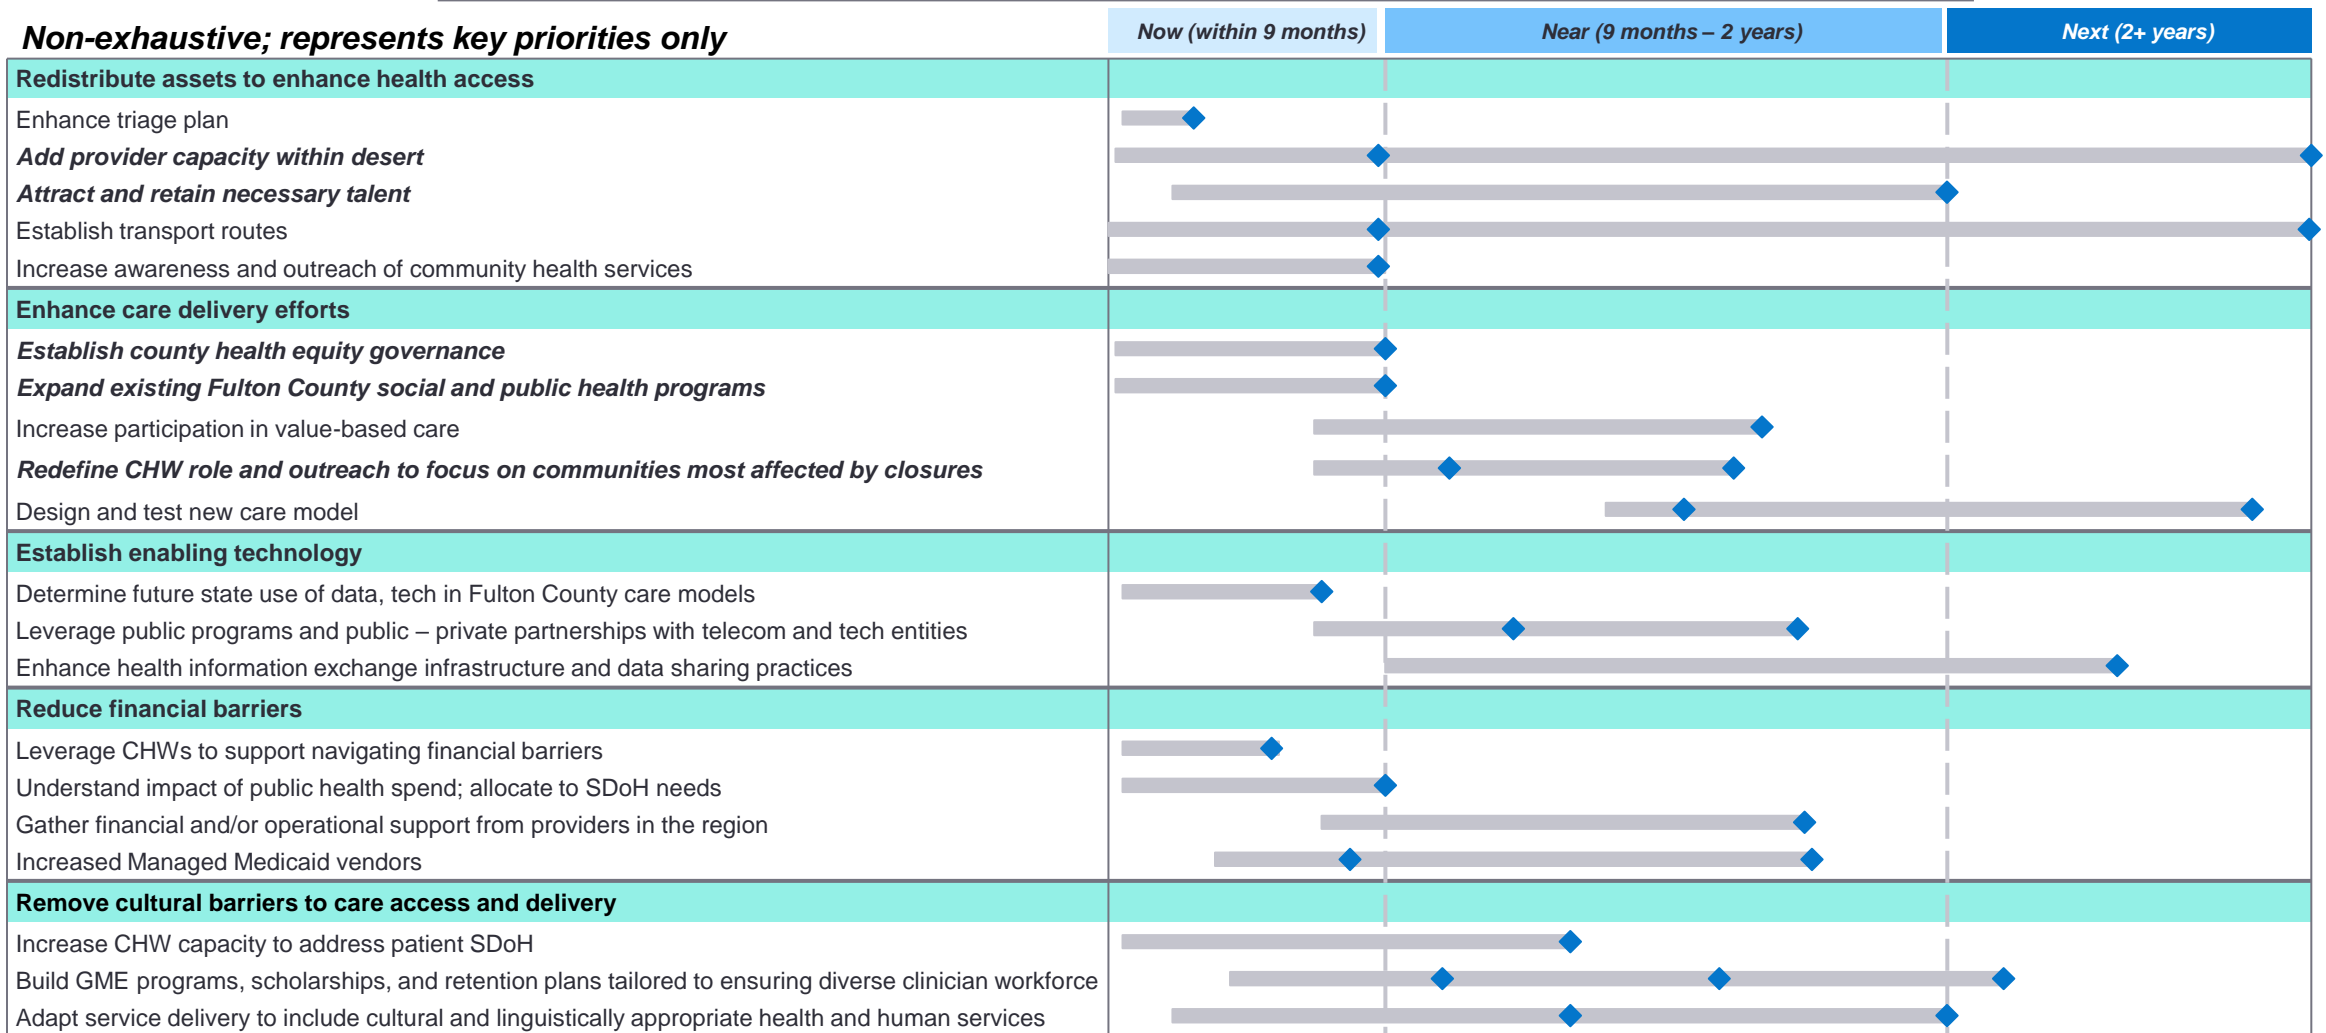 Non-exhaustive; represents key priorities only
Now (within 9 months)
Near (9 months – 2 years)
Next (2+ years)
Redistribute assets to enhance health access
Enhance triage plan
Add provider capacity within desert
Attract and retain necessary talent
Establish transport routes
Increase awareness and outreach of community health services
Enhance care delivery efforts
Establish county health equity governance
Expand existing Fulton County social and public health programs
Increase participation in value-based care
Redefine CHW role and outreach to focus on communities most affected by closures
Design and test new care model
Establish enabling technology
Determine future state use of data, tech in Fulton County care models
Leverage public programs and public – private partnerships with telecom and tech entities
Enhance health information exchange infrastructure and data sharing practices
Reduce financial barriers
Leverage CHWs to support navigating financial barriers
Understand impact of public health spend; allocate to SDoH needs
Gather financial and/or operational support from providers in the region
Increased Managed Medicaid vendors
Remove cultural barriers to care access and delivery
Increase CHW capacity to address patient SDoH
Build GME programs, scholarships, and retention plans tailored to ensuring diverse clinician workforce
Adapt service delivery to include cultural and linguistically appropriate health and human services